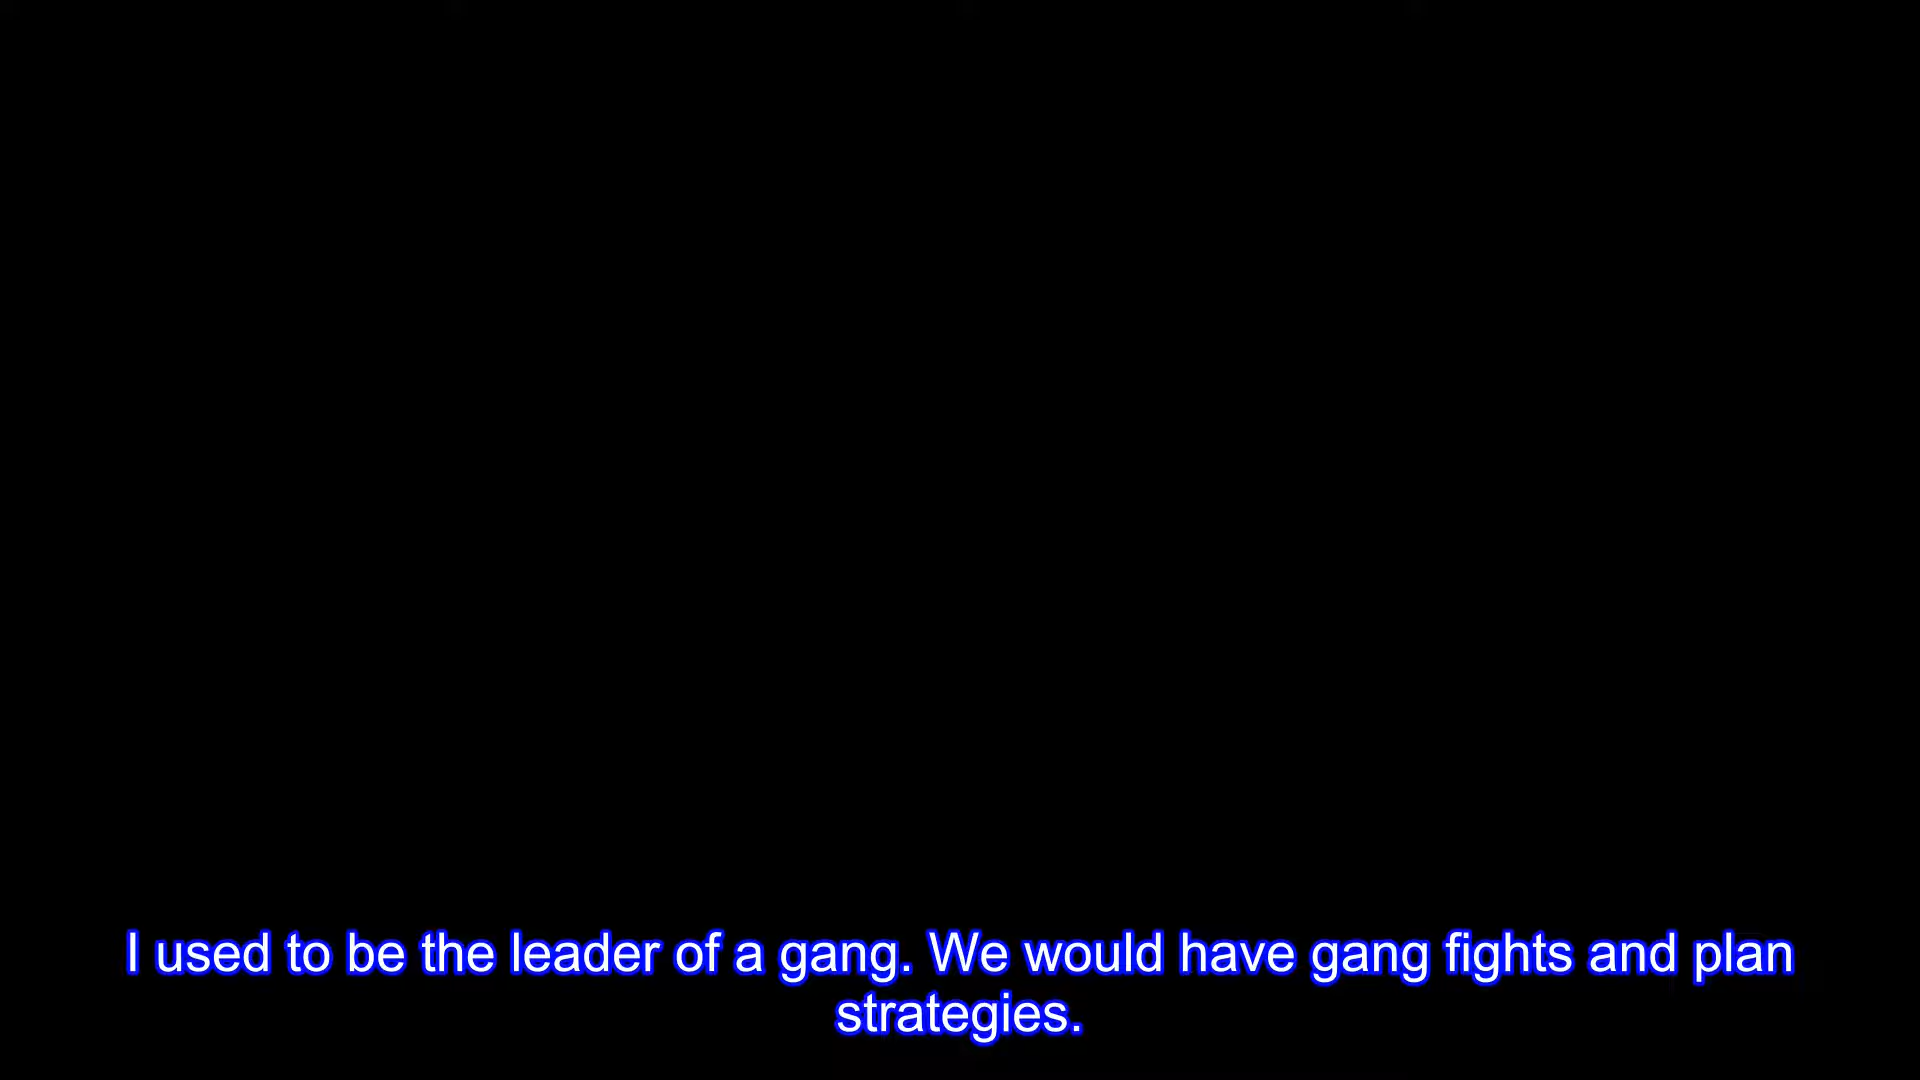 I used to be the leader of a gang. We would have gang fights and plan
strategies.